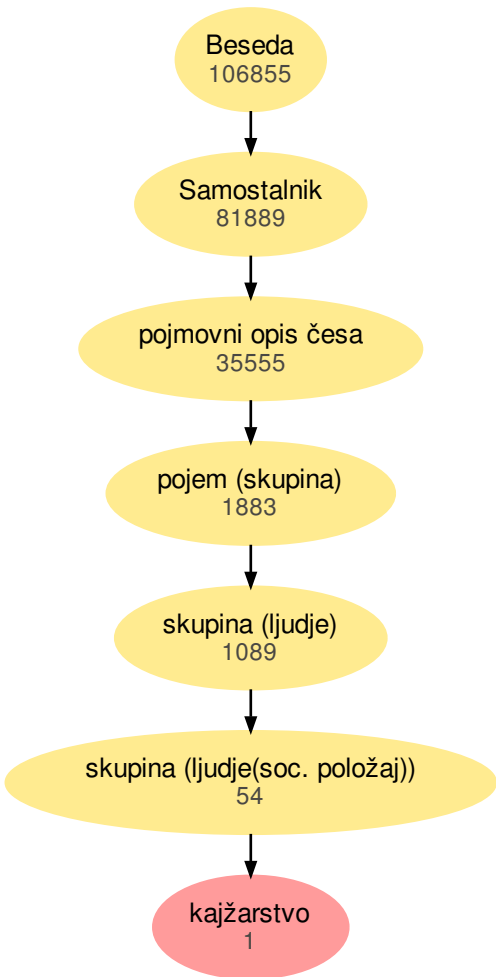 Beseda
106855
Samostalnik
81889
pojmovni opis česa
35555
pojem (skupina)
1883
skupina (ljudje)
1089
skupina (ljudje(soc. položaj))
54
kajžarstvo
1